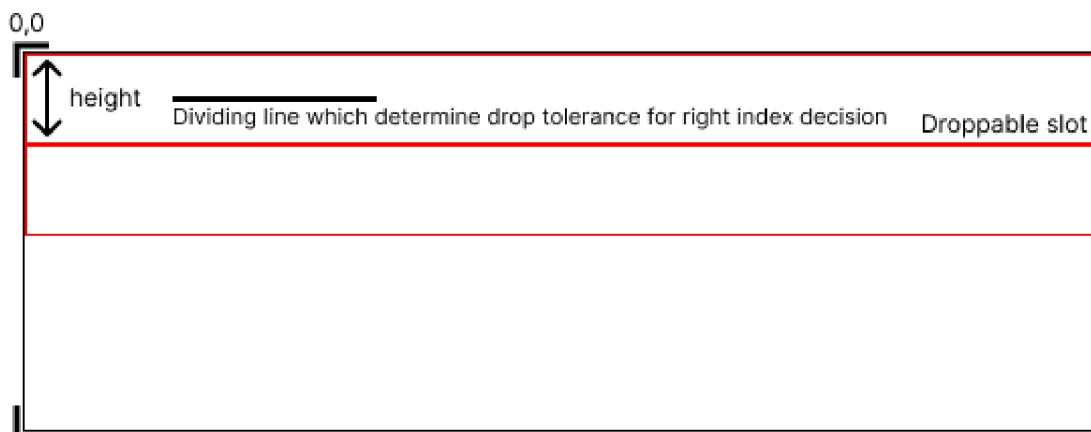 0,0
height
Dividing line which determine drop tolerance for right index decision
Droppable slot